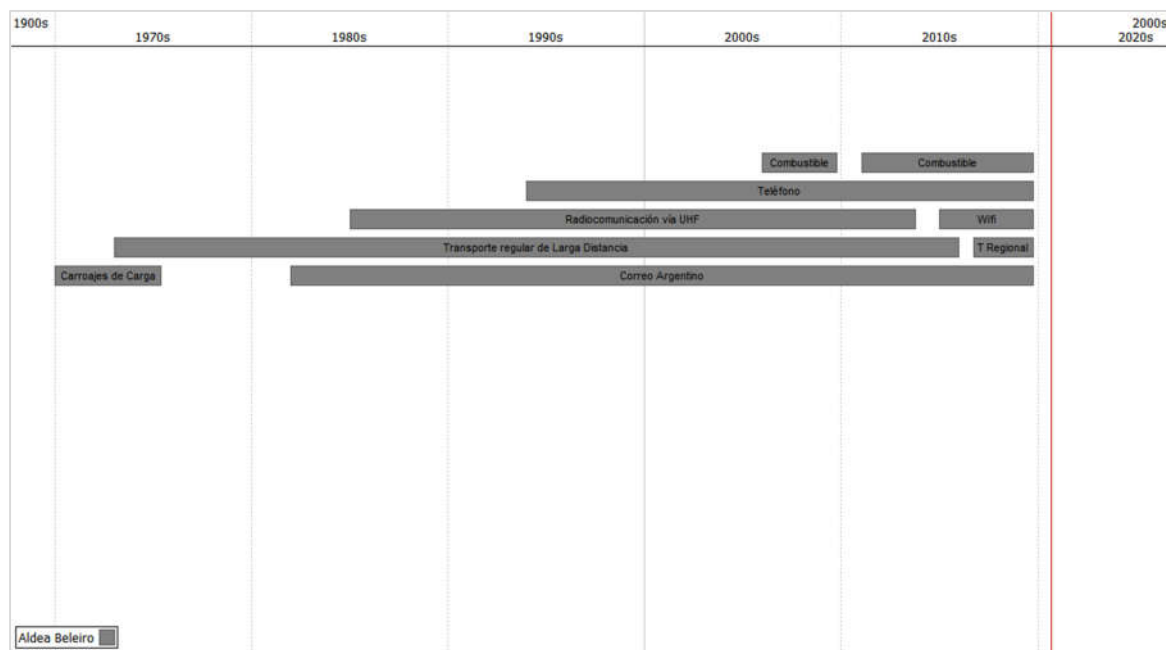 1900s 2000s
1970s 1980s 1990s 2000s 2010s 2020s
Combustible Combustible
Teléfono
Radiocomunicación vía UHF Wifi
Transporte regular de Larga Distancia T Regional
Carroajes de Carga Correo Argentino
Aldea Beleiro